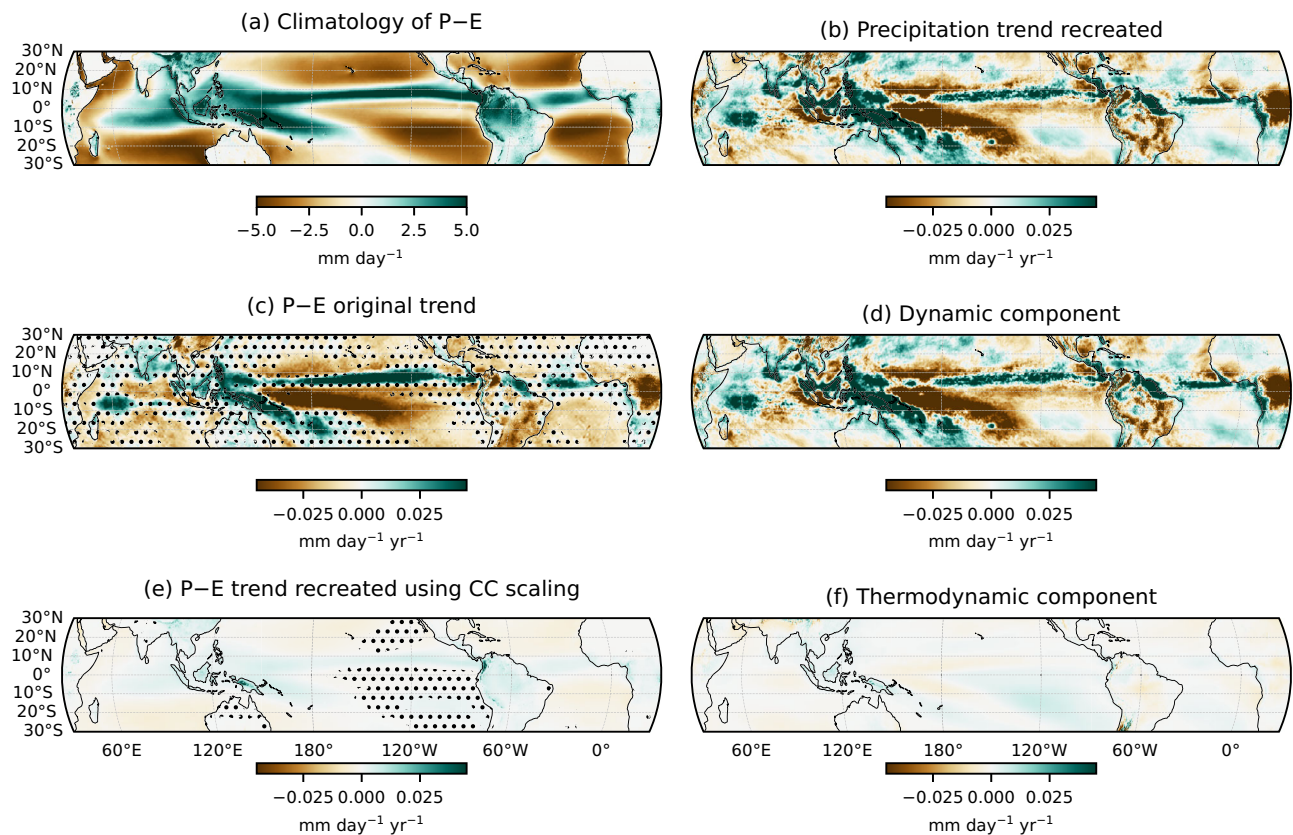 (a) Climatology of P−E
30°N
20°N
10°N
0°
10°S
20°S
30°S
−5.0 −2.5 0.0 2.5 5.0
mm day⁻¹
(b) Precipitation trend recreated
−0.025 0.000 0.025
mm day⁻¹ yr⁻¹
(c) P−E original trend
30°N
20°N
10°N
0°
10°S
20°S
30°S
−0.025 0.000 0.025
mm day⁻¹ yr⁻¹
(d) Dynamic component
−0.025 0.000 0.025
mm day⁻¹ yr⁻¹
(e) P−E trend recreated using CC scaling
30°N
20°N
10°N
0°
10°S
20°S
30°S
60°E 120°E 180° 120°W 60°W 0°
−0.025 0.000 0.025
mm day⁻¹ yr⁻¹
(f) Thermodynamic component
60°E 120°E 180° 120°W 60°W 0°
−0.025 0.000 0.025
mm day⁻¹ yr⁻¹